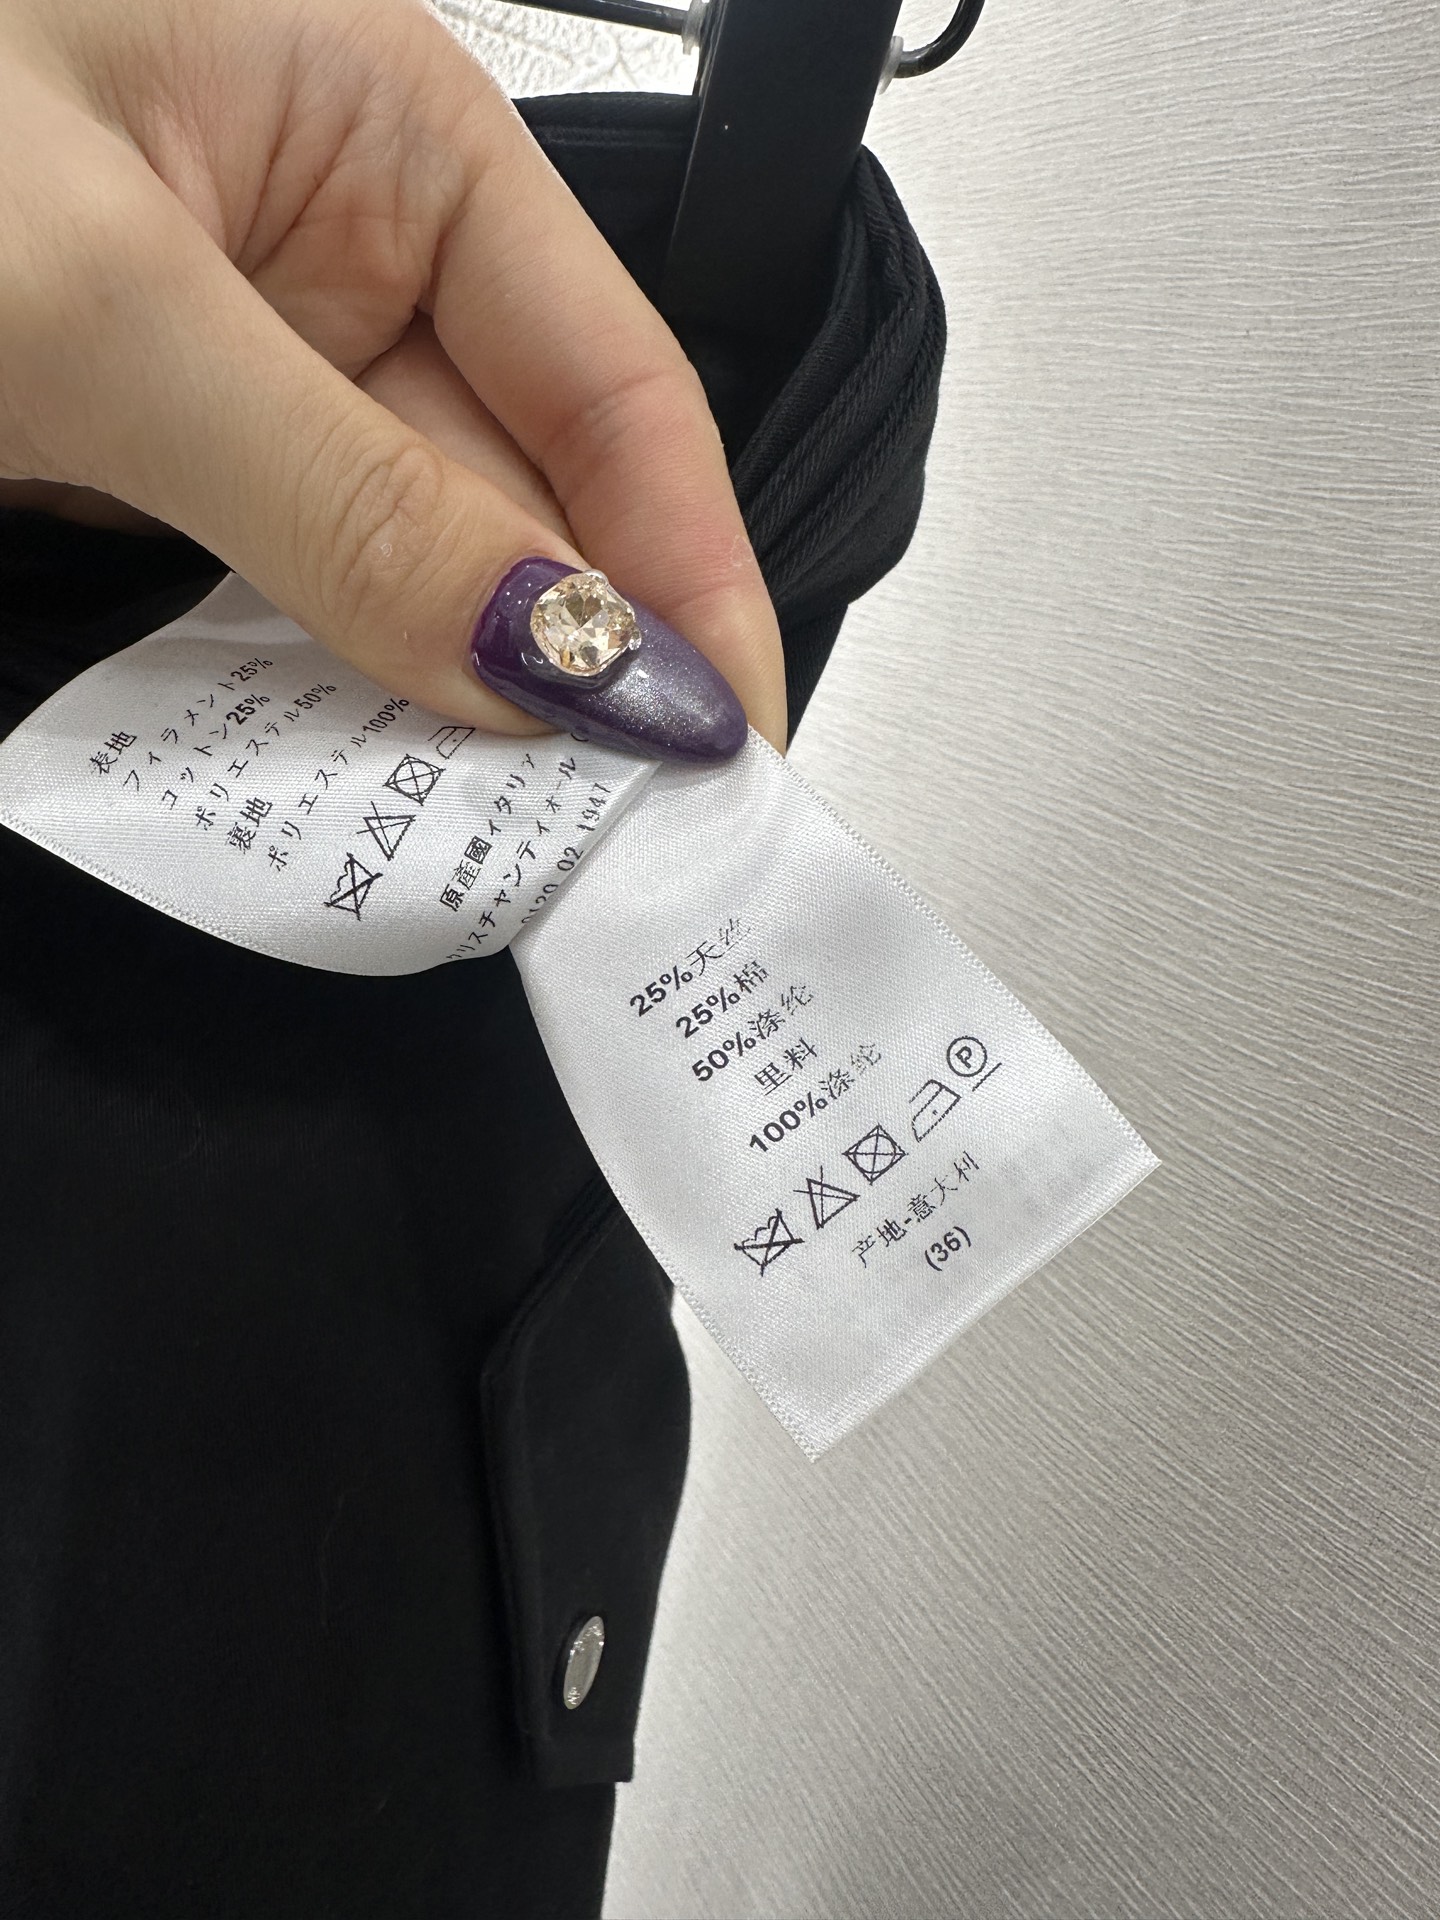 表地
フィラメント25%
コットン25%
ポリエステル50%
裏地
ポリエステル100%
原産國イタリア
リスチャンディオール
0120 02 1947
25%天丝
25%棉
50%涤纶
里料
100%涤纶
P
产地-意大利
(36)